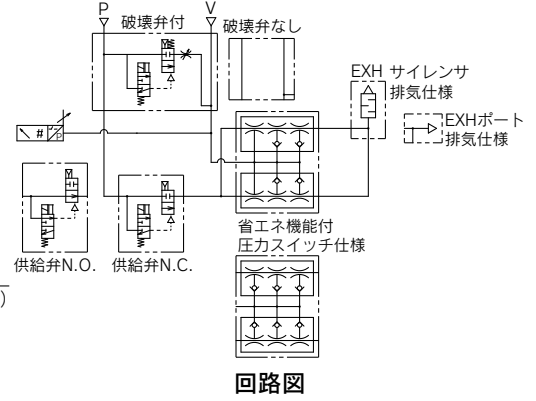 P
V
破壊弁付
破壊弁なし
EXH サイレンサ
排気仕様
EXHポート
排気仕様
#
P
供給弁N.O.
供給弁N.C.
省エネ機能付
圧力スイッチ仕様
)
回路図